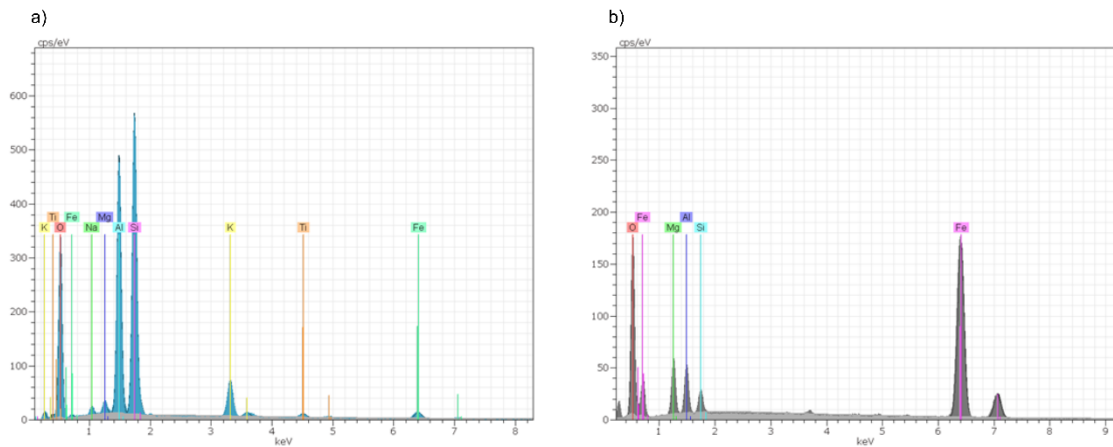 a)
cps/eV
600
500
400
300
200
100
0
Ti Fe Mg
K O Na Al Si K Ti Fe
1 2 3 4 5 6 7 8
keV
b)
cps/eV
350
300
250
200
150
100
50
0
Fe Al
O Mg Si Fe
1 2 3 4 5 6 7 8 9
keV